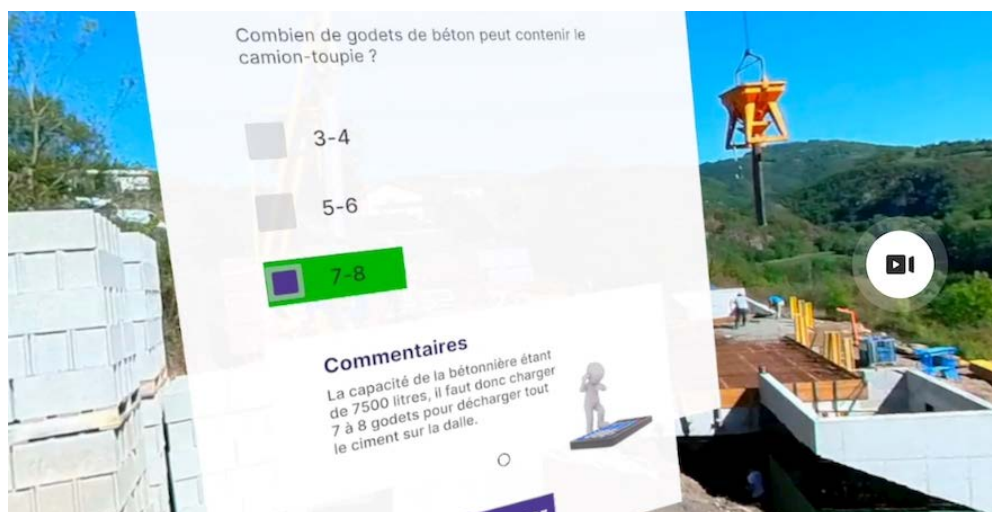 Combien de godets de béton peut contenir le
camion-toupie ?
3-4
5-6
7-8
Commentaires
La capacité de la bétonnière étant
de 7500 litres, il faut donc charger
7 à 8 godets pour décharger tout
le ciment sur la dalle.